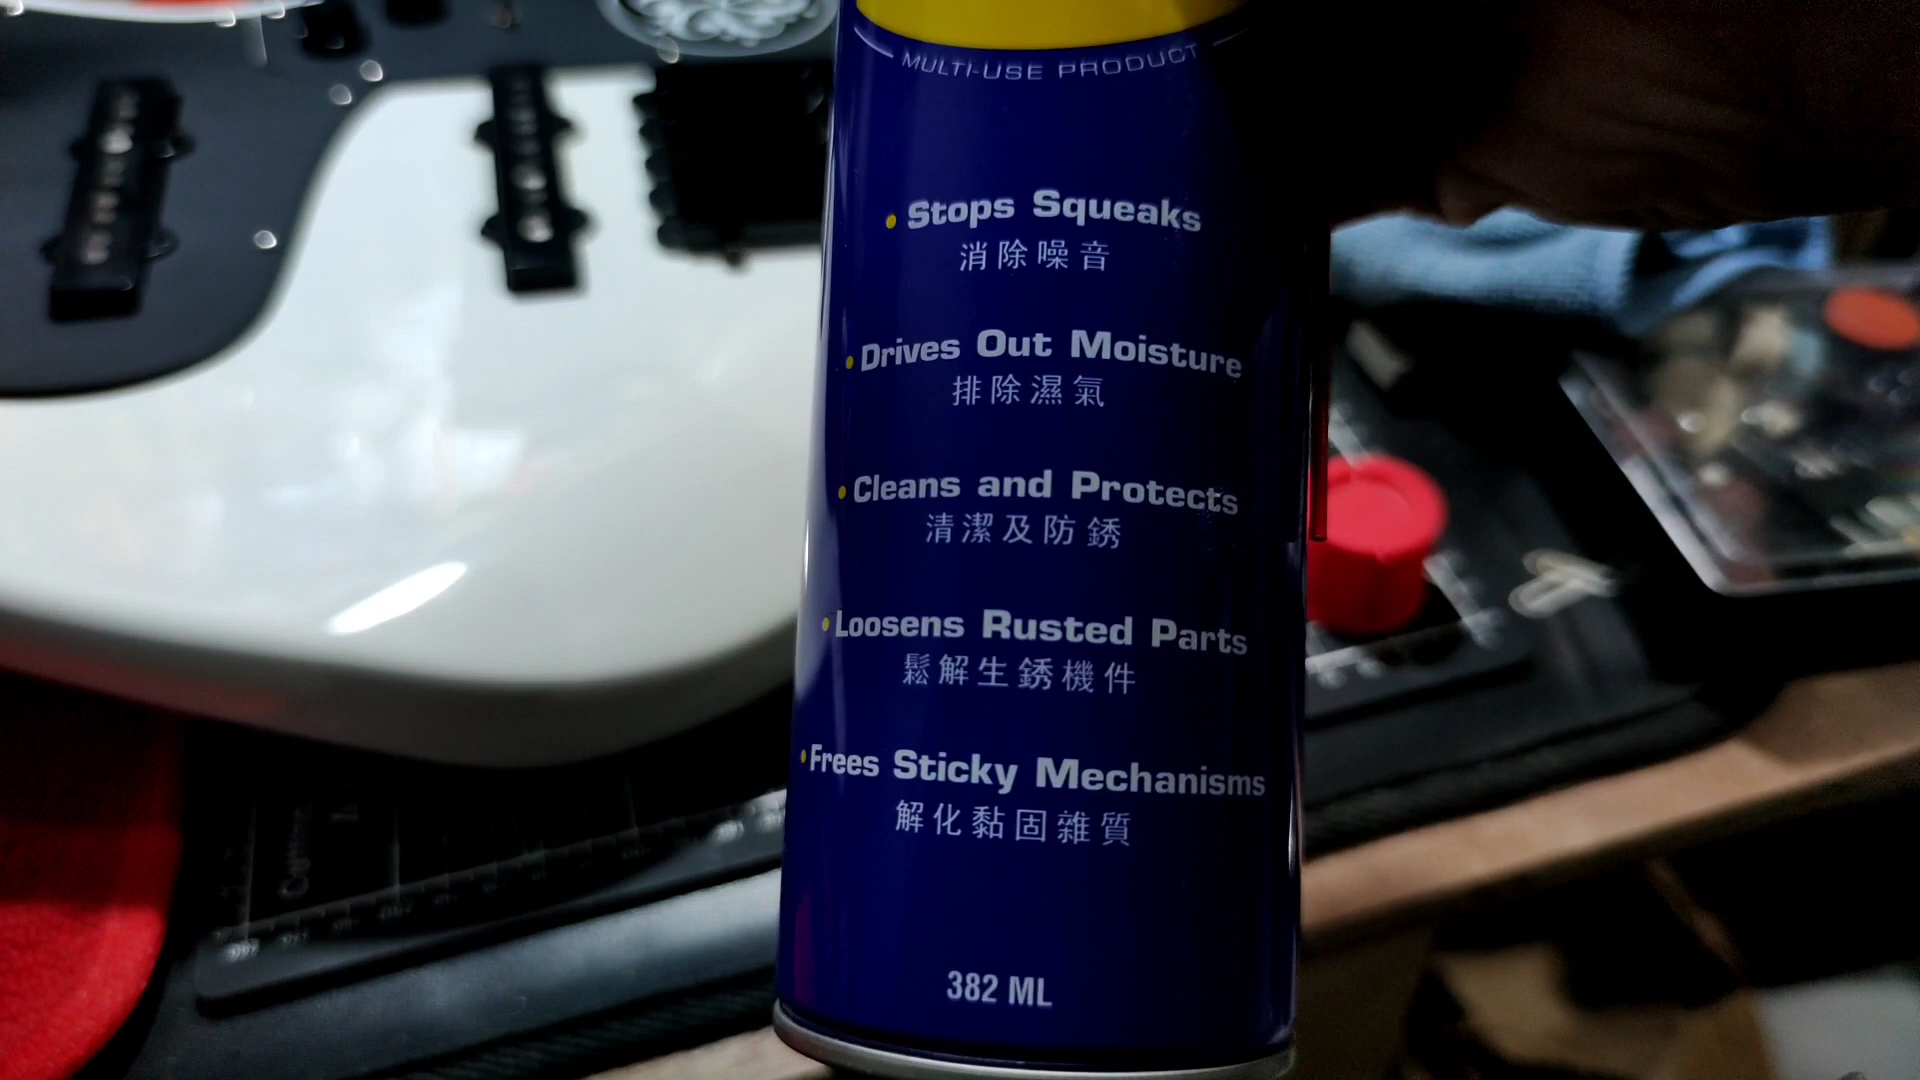 MULTI-USE PRODUCT
• Stops Squeaks
消除噪音
• Drives Out Moisture
排除濕氣
• Cleans and Protects
清潔及防銹
• Loosens Rusted Parts
鬆解生銹機件
• Frees Sticky Mechanisms
解化黏固雜質
382 ML